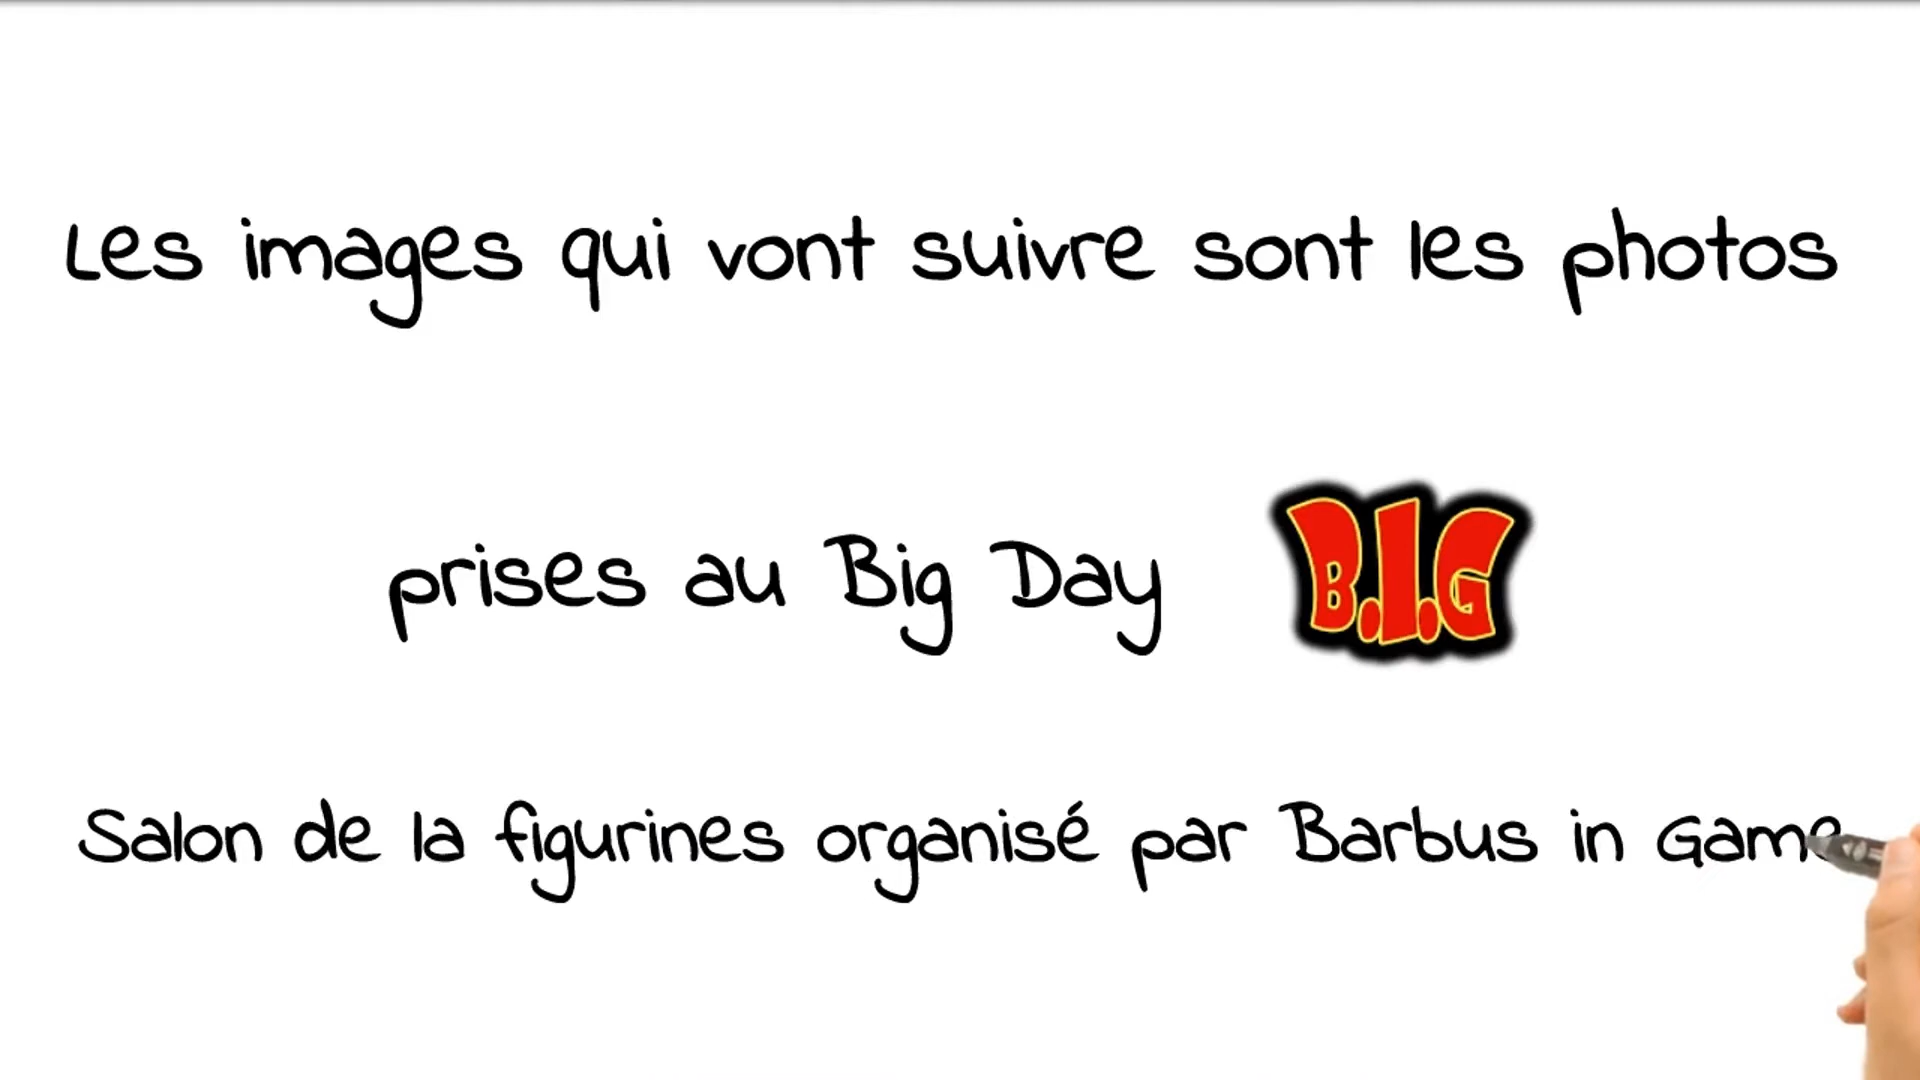 Les images qui vont suivre sont les photos
prises au Big Day B.I.G
Salon de la figurines organisé par Barbus in Game